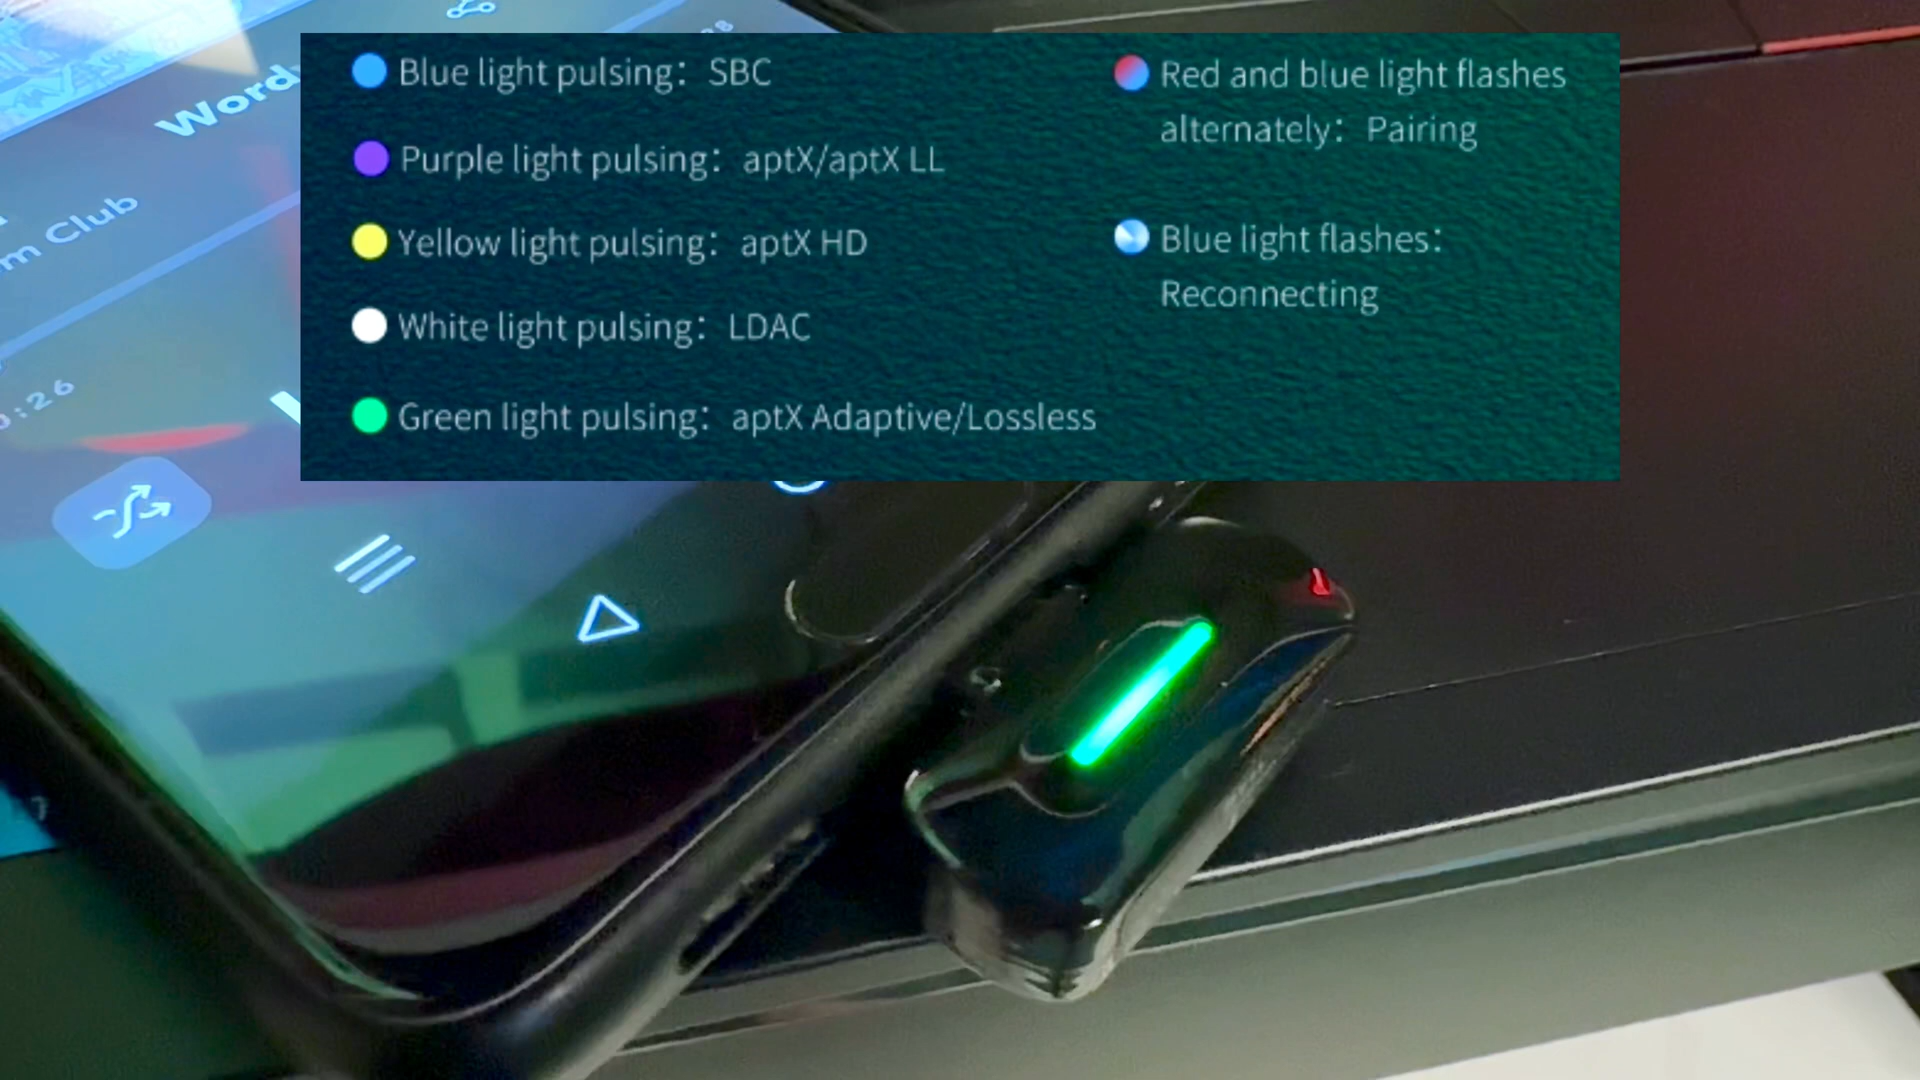 Word
m Club
:26
Blue light pulsing: SBC
Purple light pulsing: aptX/aptX LL
Yellow light pulsing: aptX HD
White light pulsing: LDAC
Green light pulsing: aptX Adaptive/Lossless
Red and blue light flashes
alternately: Pairing
Blue light flashes:
Reconnecting